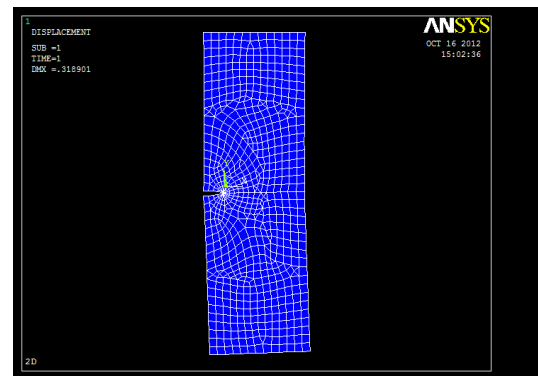 1
DISPLACEMENT
SUB =1
TIME=1
DMX =.318901
ANSYS
OCT 16 2012
15:02:36
Y
2D